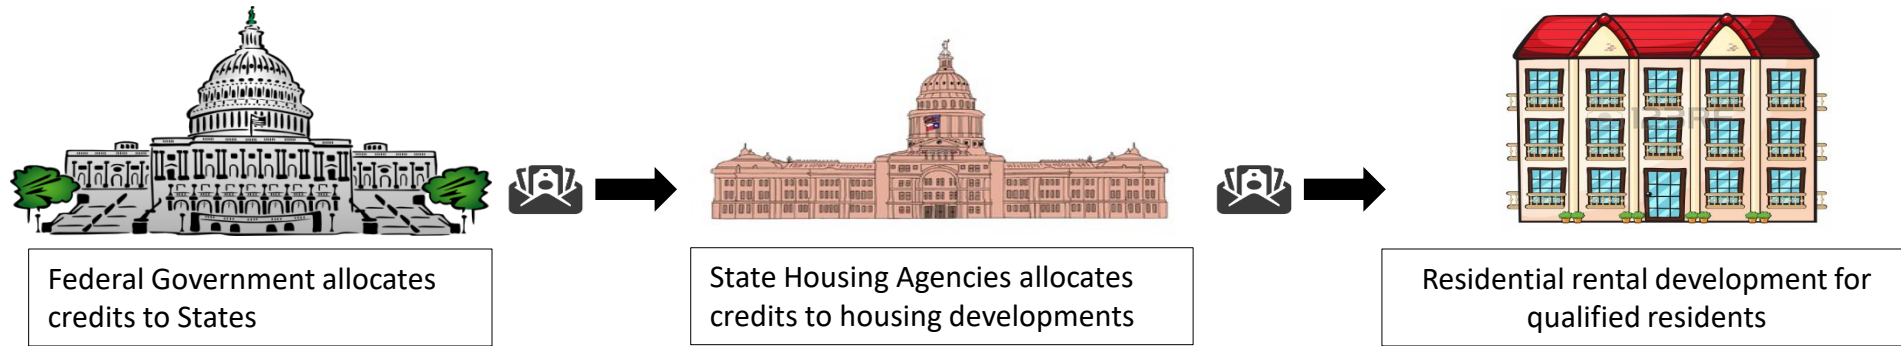 Federal Government allocates
credits to States
State Housing Agencies allocates
credits to housing developments
Residential rental development for
qualified residents